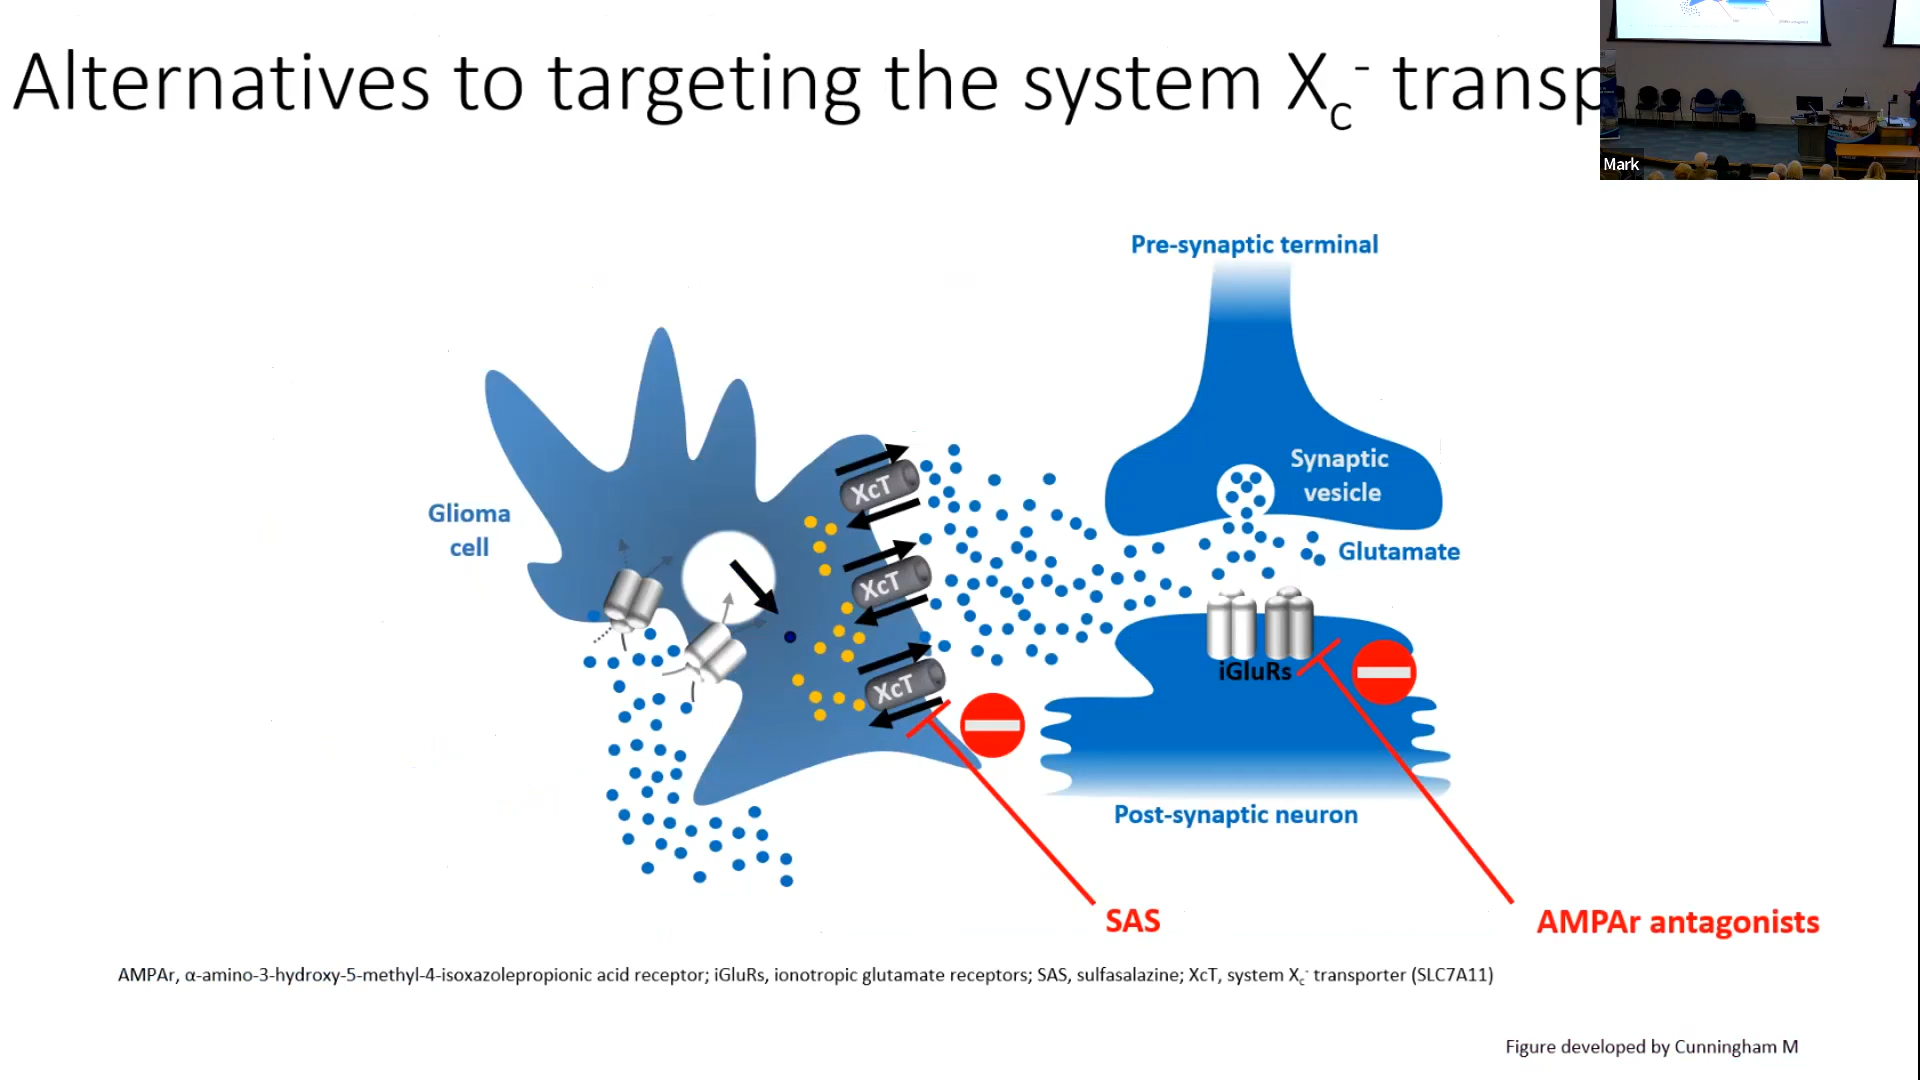 Alternatives to targeting the system Xc- transp
Mark
Pre-synaptic terminal
Synaptic
vesicle
Glutamate
Glioma
cell
XcT
XcT
XcT
iGluRs
Post-synaptic neuron
SAS
AMPAr antagonists
AMPAr, α-amino-3-hydroxy-5-methyl-4-isoxazolepropionic acid receptor; iGluRs, ionotropic glutamate receptors; SAS, sulfasalazine; XcT, system Xc- transporter (SLC7A11)
Figure developed by Cunningham M